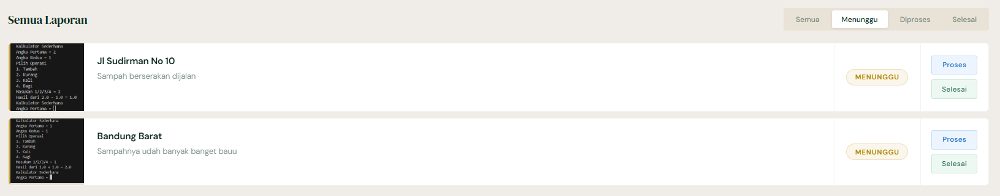 Semua Laporan
Semua Menunggu Diproses Selesai
Kalkulator Sederhana
Angka Pertama = 2
Angka Kedua = 1
Pilih Operasi
1. Tambah
2. Kurang
3. Kali
4. Bagi
Masukan 1/2/3/4 = 2
Hasil dari 2.0 - 1.0 = 1.0
Kalkulator Sederhana
Angka Pertama =
Jl Sudirman No 10
Sampah berserakan dijalan
MENUNGGU
Proses
Selesai
Kalkulator Sederhana
Angka Pertama = 1
Angka Kedua = 1
Pilih Operasi
1. Tambah
2. Kurang
3. Kali
4. Bagi
Masukan 1/2/3/4 = 1
Hasil dari 1.0 + 1.0 = 2.0
Kalkulator Sederhana
Angka Pertama =
Bandung Barat
Sampahnya udah banyak banget bauu
MENUNGGU
Proses
Selesai